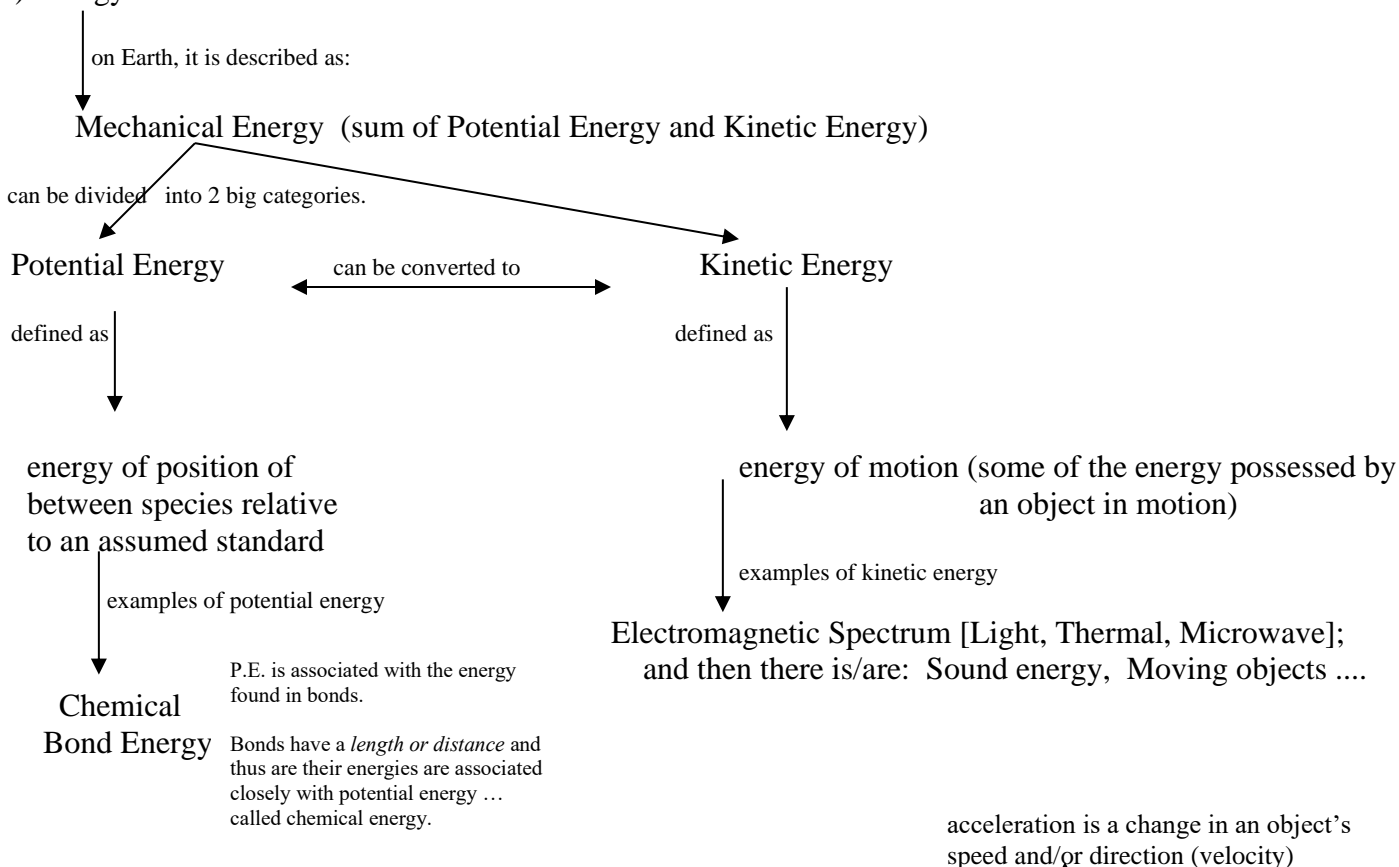 on Earth, it is described as:
Mechanical Energy (sum of Potential Energy and Kinetic Energy)
can be divided into 2 big categories.
Potential Energy
can be converted to
Kinetic Energy
defined as
defined as
energy of position of
between species relative
to an assumed standard
energy of motion (some of the energy possessed by
an object in motion)
examples of potential energy
examples of kinetic energy
Electromagnetic Spectrum [Light, Thermal, Microwave];
and then there is/are: Sound energy, Moving objects ....
Chemical
Bond Energy
P.E. is associated with the energy
found in bonds.
Bonds have a length or distance and
thus are their energies are associated
closely with potential energy …
called chemical energy.
acceleration is a change in an object’s
speed and/or direction (velocity)